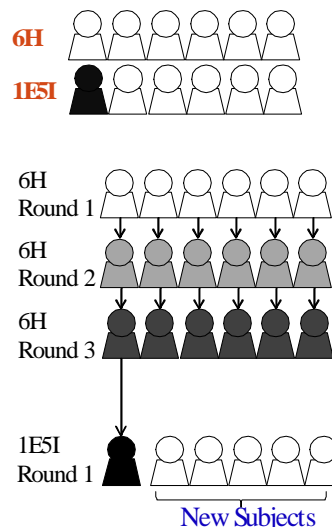 6H
1E5I
6H
Round 1
6H
Round 2
6H
Round 3
1E5I
Round 1
New Subjects